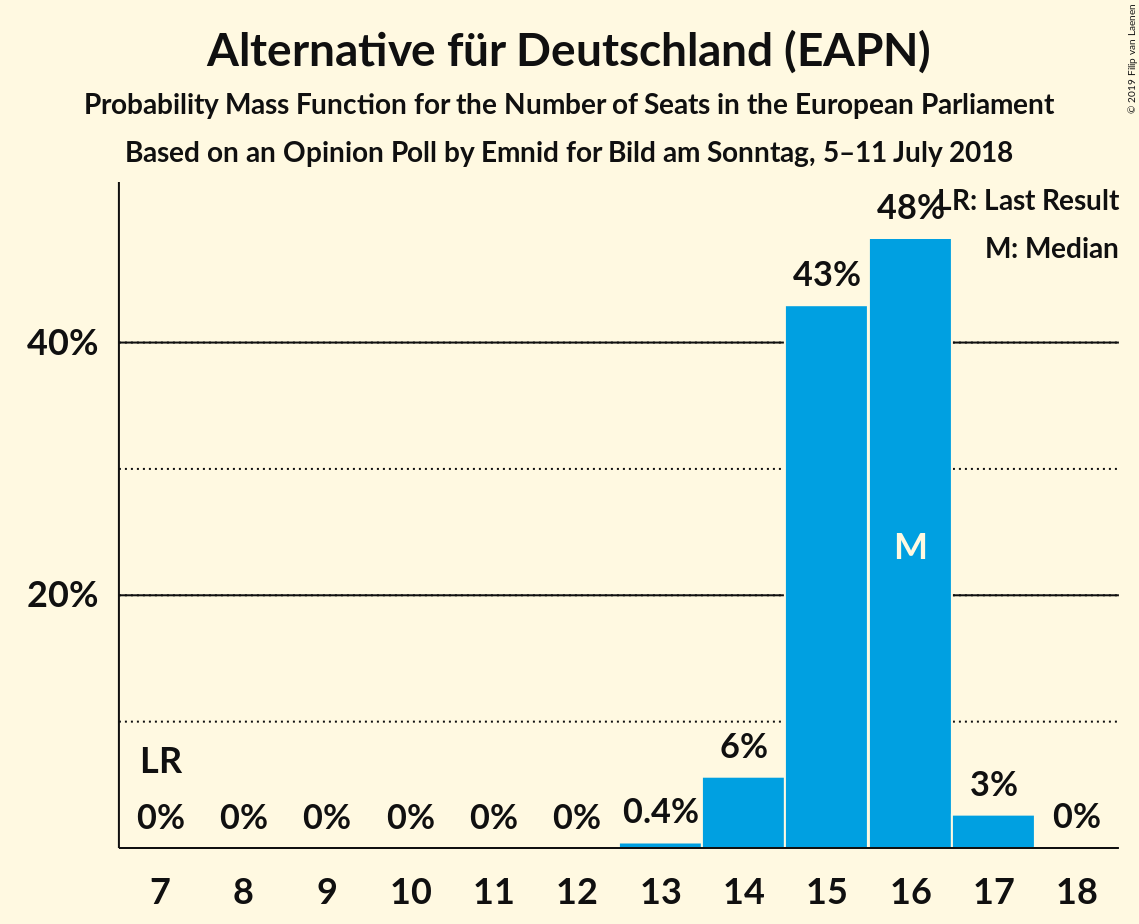 Alternative für Deutschland (EAPN)
Probability Mass Function for the Number of Seats in the European Parliament
Based on an Opinion Poll by Emnid for Bild am Sonntag, 5–11 July 2018
© 2019 Filip van Laenen
LR: Last Result
M: Median
48%
43%
40%
M
20%
6%
LR
3%
0% 0% 0% 0% 0% 0% 0.4% 0%
7 8 9 10 11 12 13 14 15 16 17 18